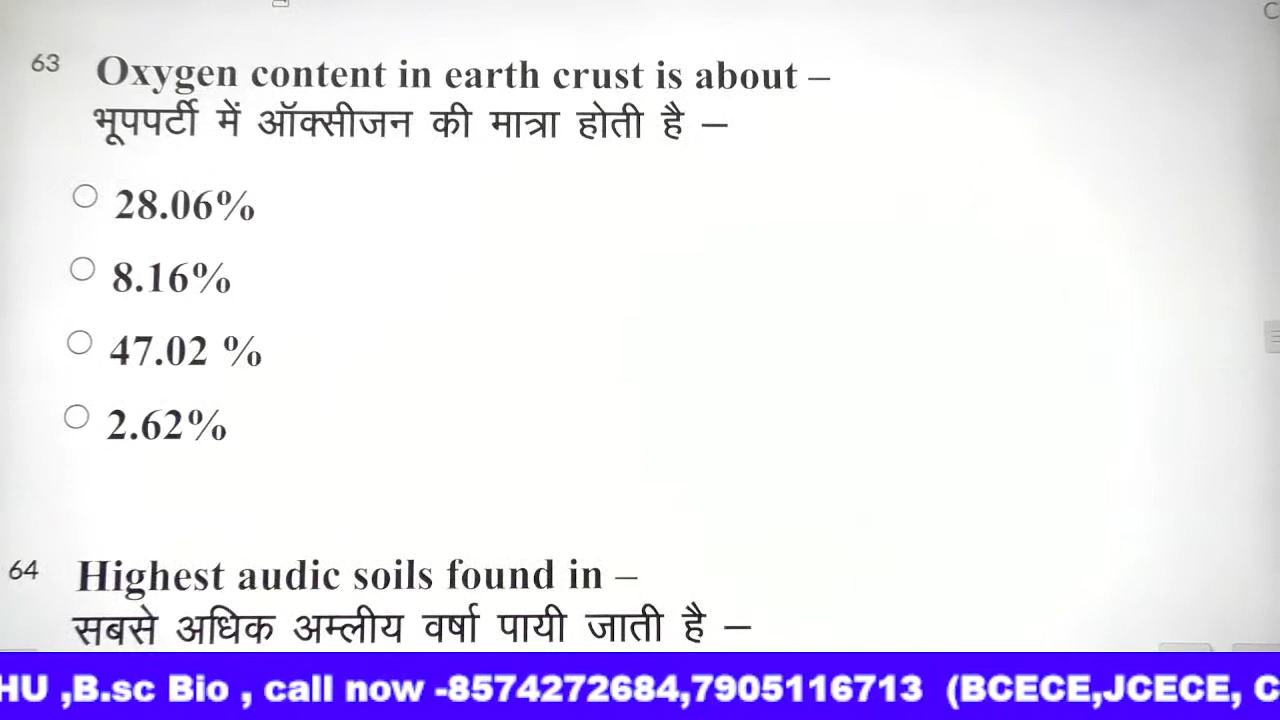 63 Oxygen content in earth crust is about –
भूपपर्टी में ऑक्सीजन की मात्रा होती है –
28.06%
8.16%
47.02 %
2.62%
64 Highest audic soils found in –
सबसे अधिक अम्लीय वर्षा पायी जाती है –
HU ,B.sc Bio , call now -8574272684,7905116713 (BCECE,JCECE, C